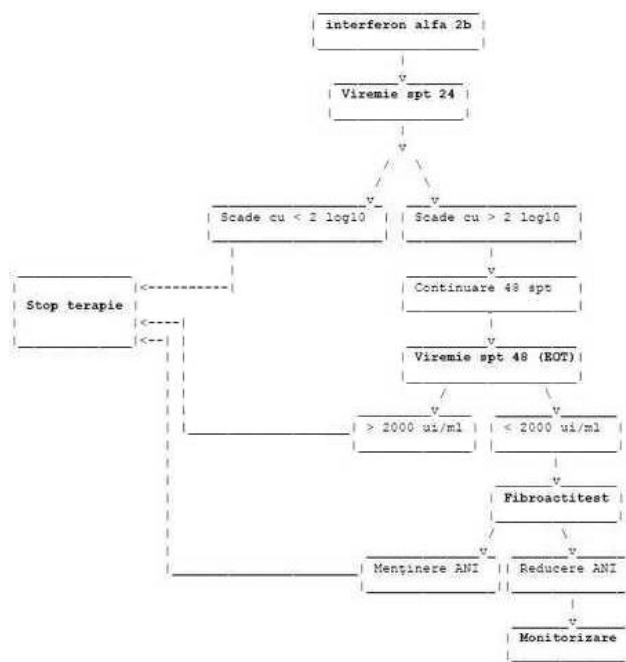 interferon alfa 2b
Viremie spt 24
Scade cu < 2 log10
Scade cu > 2 log10
Stop terapie
Continuare 48 spt
Viremie spt 48 (EOT)
> 2000 ui/ml
< 2000 ui/ml
Fibroactitest
Menţinere ANI
Reducere ANI
Monitorizare